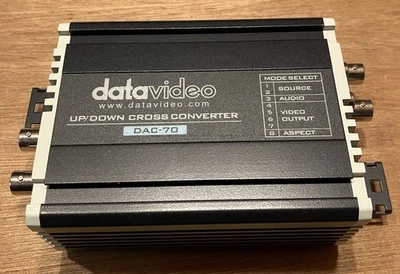 datavideo
www.datavideo.com
UP/DOWN CROSS CONVERTER
DAC-70
MODE SELECT
1
2 SOURCE
3 AUDIO
4
5 VIDEO
6 OUTPUT
7
8 ASPECT